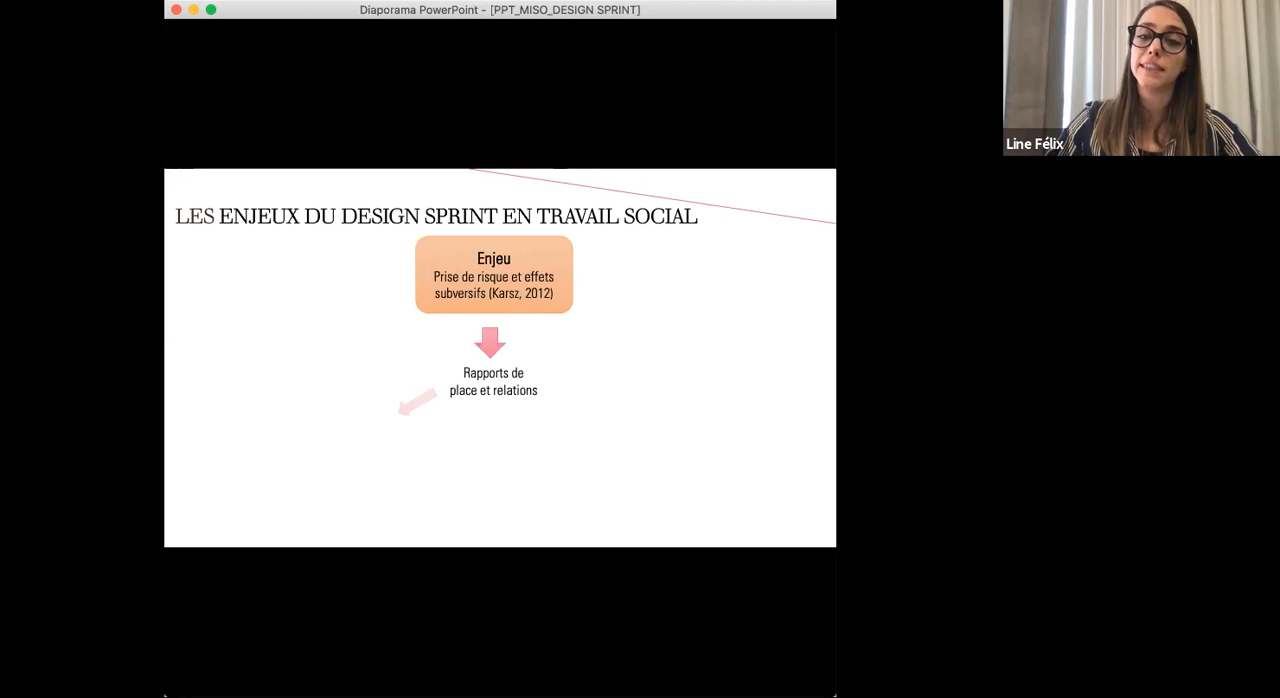 Diaporama PowerPoint - [PPT_MISO_DESIGN SPRINT]
Line Félix
LES ENJEUX DU DESIGN SPRINT EN TRAVAIL SOCIAL
Enjeu
Prise de risque et effets
subversifs (Karsz, 2012)
Rapports de
place et relations